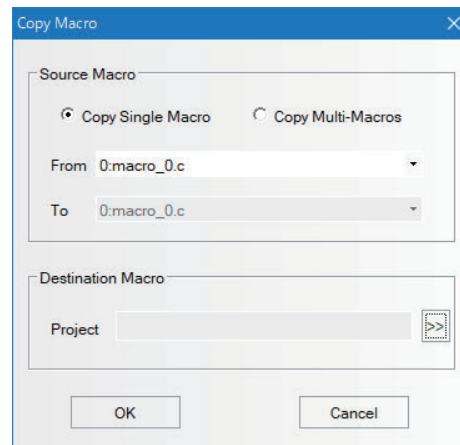 Copy Macro
Source Macro
Copy Single Macro Copy Multi-Macros
From 0:macro_0.c
To 0:macro_0.c
Destination Macro
Project >>
OK Cancel